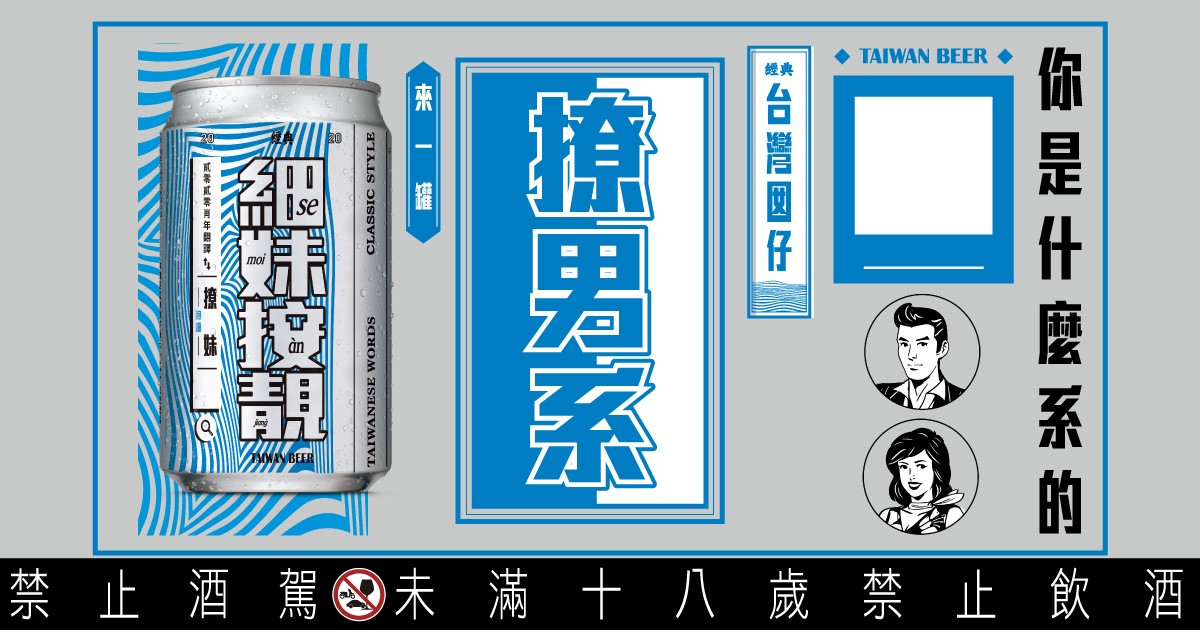 20 經典 20
細妹按靚
se
moi
àn
jiang
貳零貳零肖年翻譯
撩妹
TAIWAN BEER
CLASSIC STYLE
TAIWANESE WORDS
來一罐
撩男系
經典
台灣囡仔
TAIWAN BEER
你是什麼系的
禁止酒駕 未滿十八歲禁止飲酒